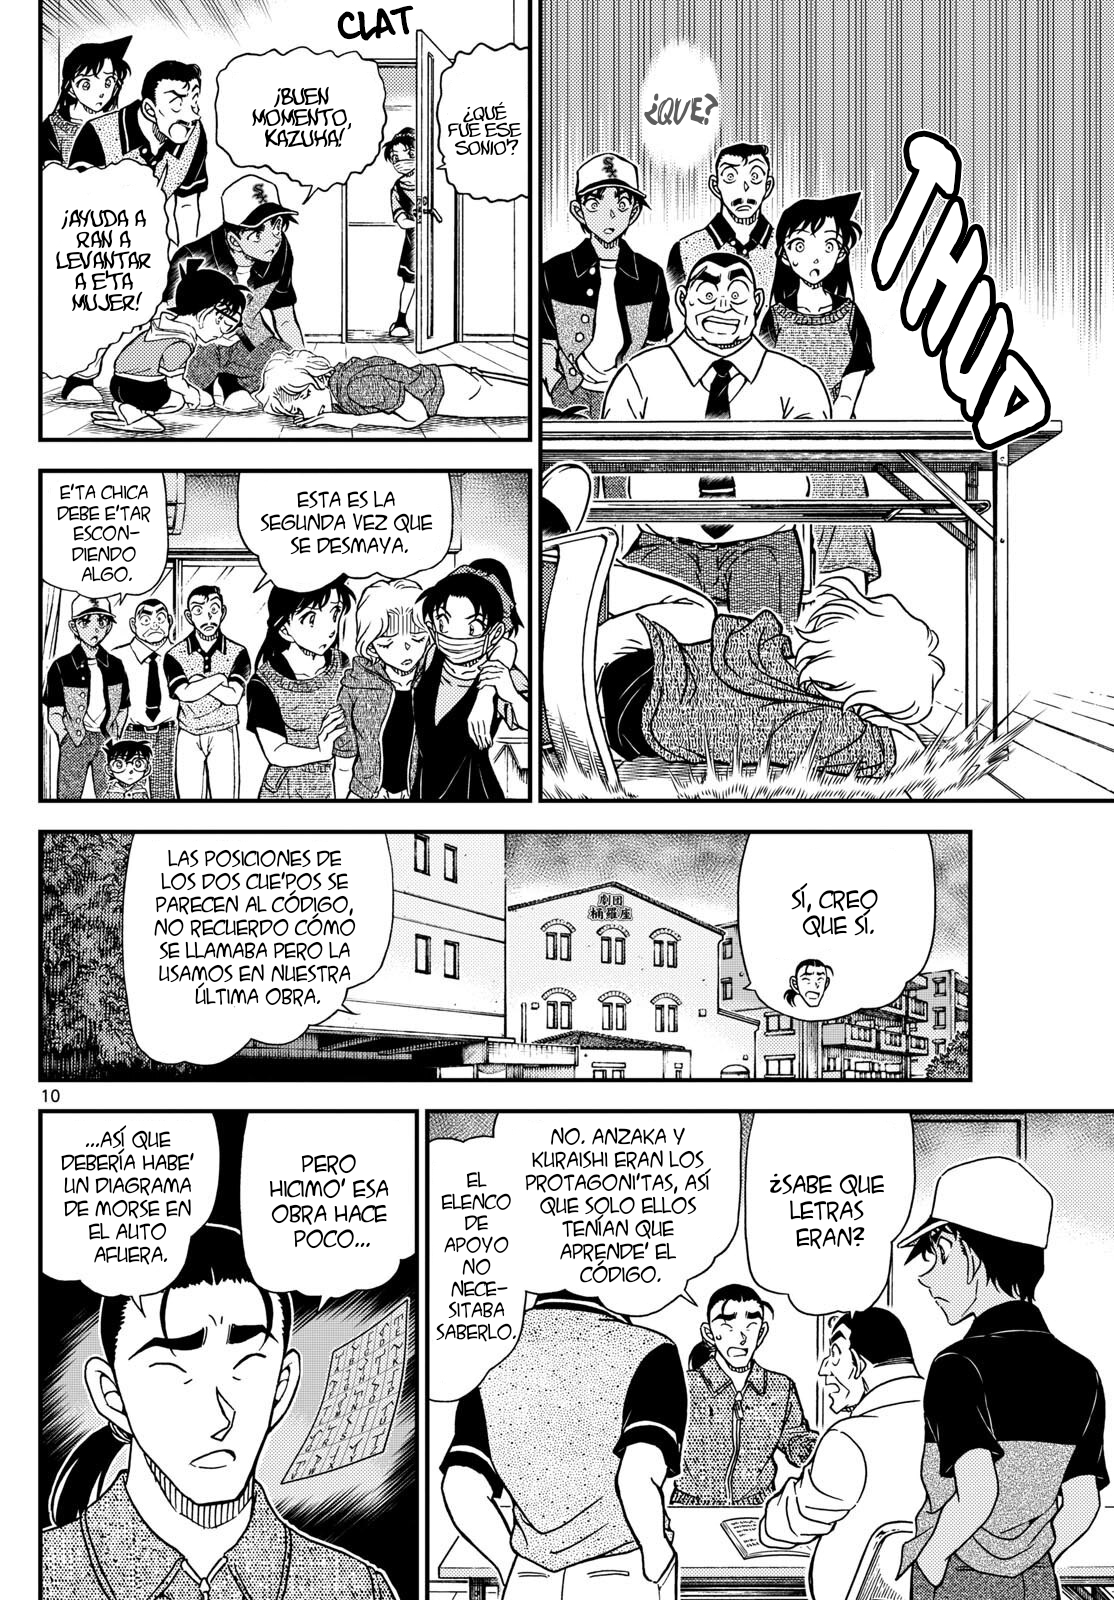 ¿QUE?
THUD
CLAT
¿QUÉ
FUE ESE
SONIO'?
¡BUEN
MOMENTO,
KAZUHA!
¡AYUDA A
RAN A
LEVANTAR
A E'TA
MUJER!
ESTA ES LA
SEGUNDA VEZ QUE
SE DESMAYA.
E'TA CHICA
DEBE E'TAR
ESCON-
DIENDO
ALGO.
SÍ, CREO
QUE SÍ.
劇団
桶羅座
LAS POSICIONES DE
LOS DOS CUE'POS SE
PARECEN AL CÓDIGO,
NO RECUERDO CÓMO
SE LLAMABA PERO LA
USAMOS EN NUESTRA
ÚLTIMA OBRA.
10
¿SABE QUE
LETRAS
ERAN?
NO. ANZAKA Y
KURAISHI ERAN LOS
PROTAGONI'TAS, ASÍ
QUE SOLO ELLOS
TENÍAN QUE
APRENDE' EL
CÓDIGO.
EL
ELENCO
DE
APOYO
NO
NECE-
SITABA
SABERLO.
PERO
HICIMO' ESA
OBRA HACE
POCO...
...ASÍ QUE
DEBERÍA HABE'
UN DIAGRAMA
DE MORSE EN
EL AUTO
AFUERA.